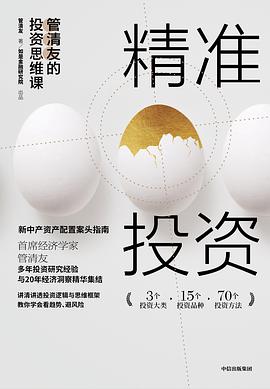 精准
投资
管清友的
投资思维课
管清友 著 如是金融研究院 出品
新中产资产配置案头指南
首席经济学家
管清友
多年投资研究经验
与20年经济洞察精华集结
讲清讲透投资逻辑与思维框架
教你学会看趋势、避风险
3个 15个 70个
投资大类 · 投资品种 · 投资方法
中信出版集团